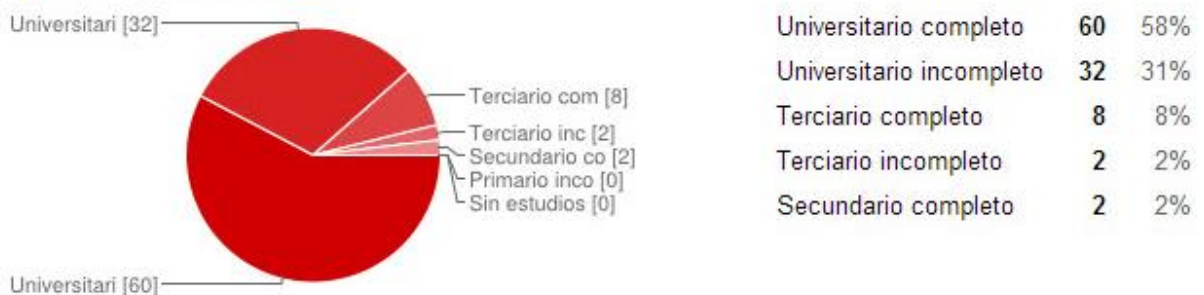 Universitari [32]
Terciario com [8]
Terciario inc [2]
Secundario co [2]
Primario inco [0]
Sin estudios [0]
Universitari [60]
Universitario completo 60 58%
Universitario incompleto 32 31%
Terciario completo 8 8%
Terciario incompleto 2 2%
Secundario completo 2 2%